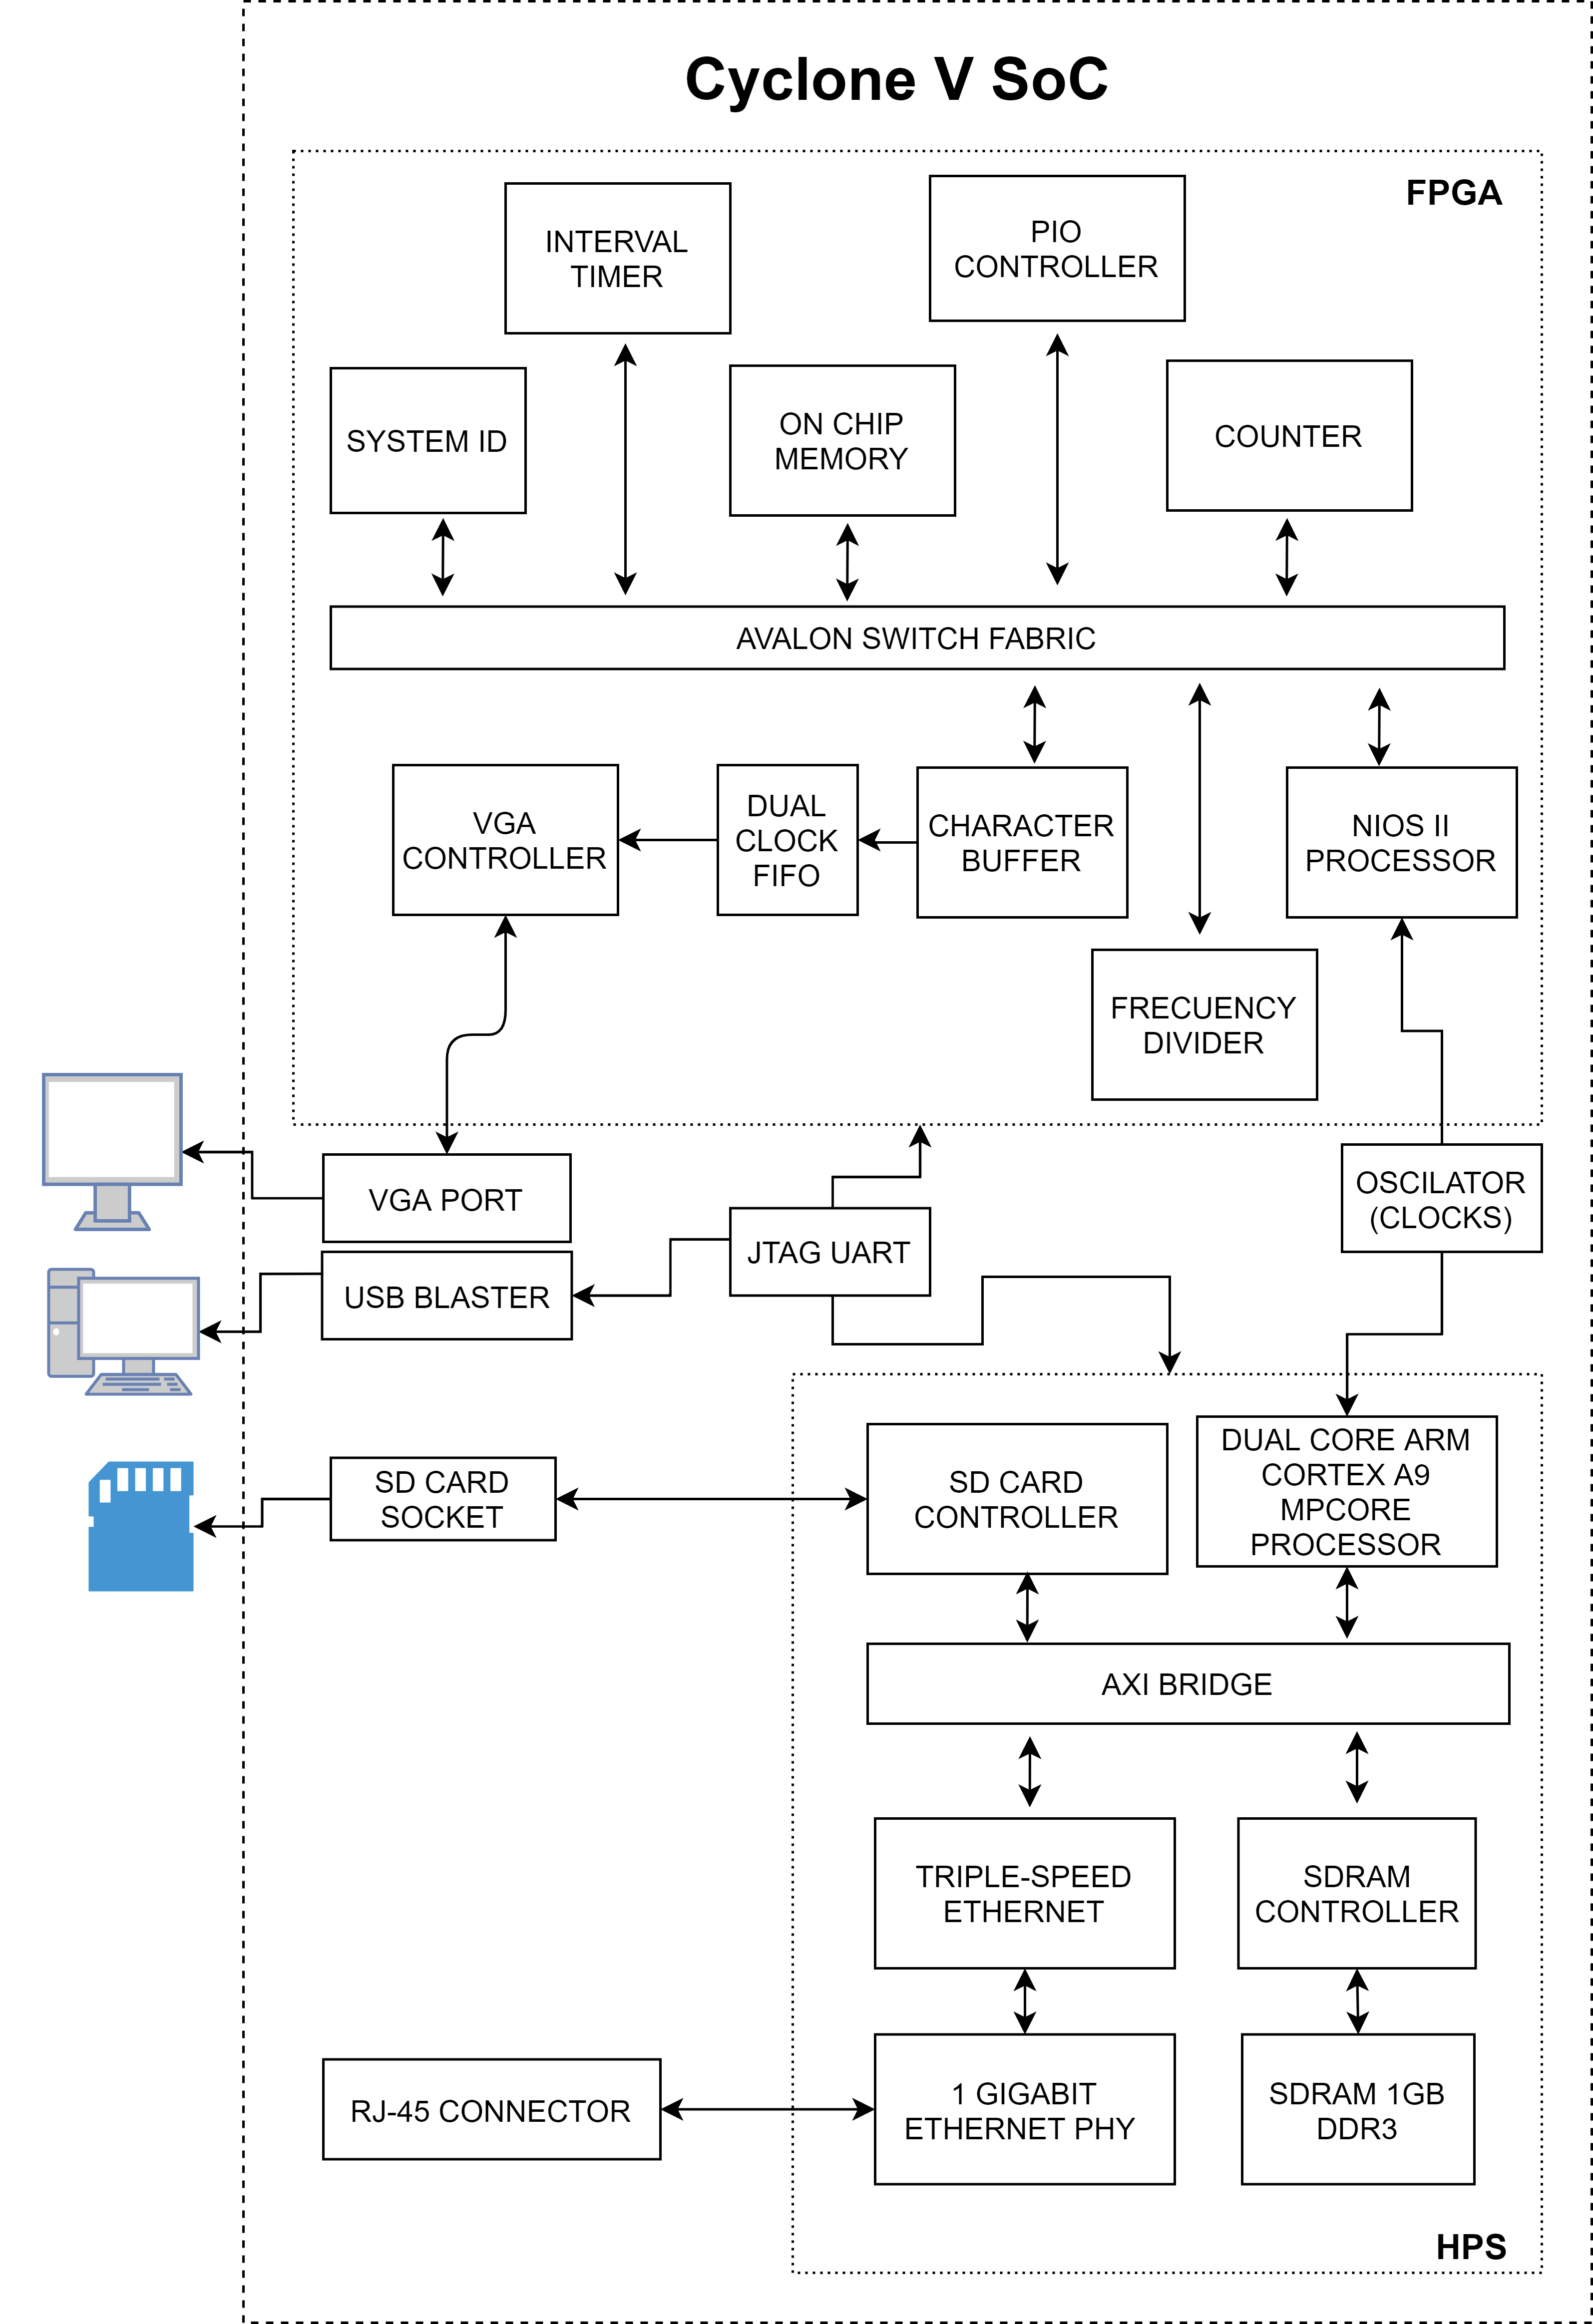 Cyclone V SoC
FPGA
INTERVAL
TIMER
PIO
CONTROLLER
SYSTEM ID
ON CHIP
MEMORY
COUNTER
AVALON SWITCH FABRIC
VGA
CONTROLLER
DUAL
CLOCK
FIFO
CHARACTER
BUFFER
NIOS II
PROCESSOR
FRECUENCY
DIVIDER
VGA PORT
JTAG UART
OSCILATOR
(CLOCKS)
USB BLASTER
SD CARD
SOCKET
SD CARD
CONTROLLER
DUAL CORE ARM
CORTEX A9
MPCORE
PROCESSOR
AXI BRIDGE
TRIPLE-SPEED
ETHERNET
SDRAM
CONTROLLER
RJ-45 CONNECTOR
1 GIGABIT
ETHERNET PHY
SDRAM 1GB
DDR3
HPS